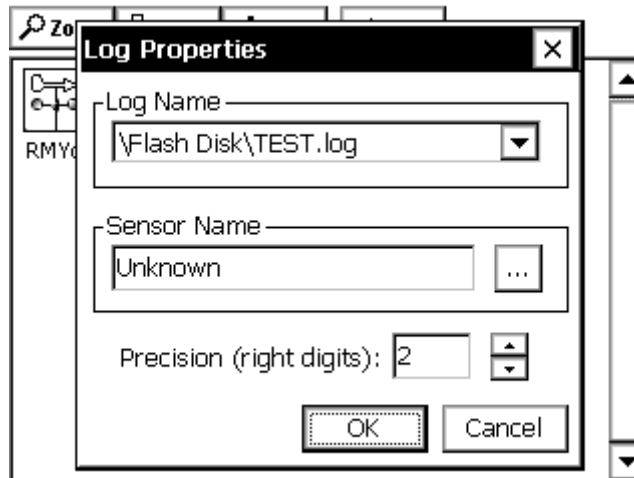 Log Properties
Log Name
\Flash Disk\TEST.log
Sensor Name
Unknown
...
Precision (right digits): 2
OK Cancel